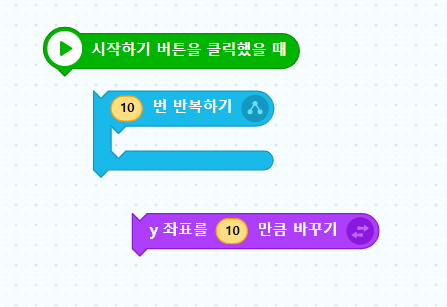 시작하기 버튼을 클릭했을 때
10 번 반복하기
y 좌표를 10 만큼 바꾸기